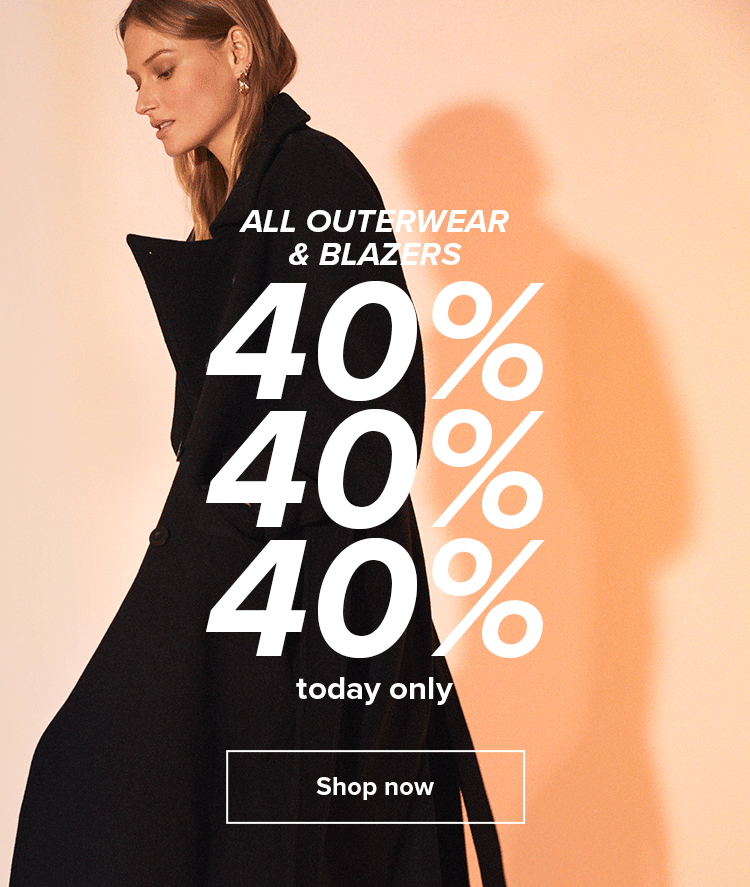 ALL OUTERWEAR
& BLAZERS
40%
40%
40%
today only
Shop now